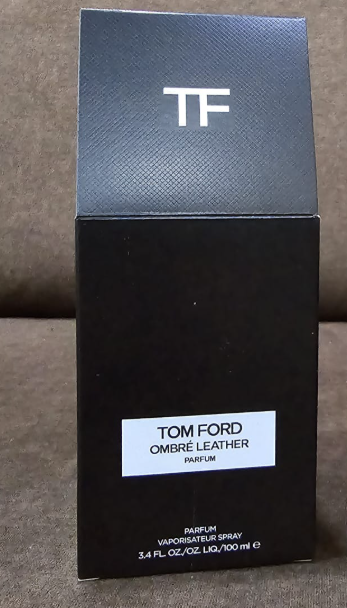 TF
TOM FORD
OMBRÉ LEATHER
PARFUM
PARFUM
VAPORISATEUR SPRAY
3.4 FL. OZ./OZ. LIQ./100 ml ℮